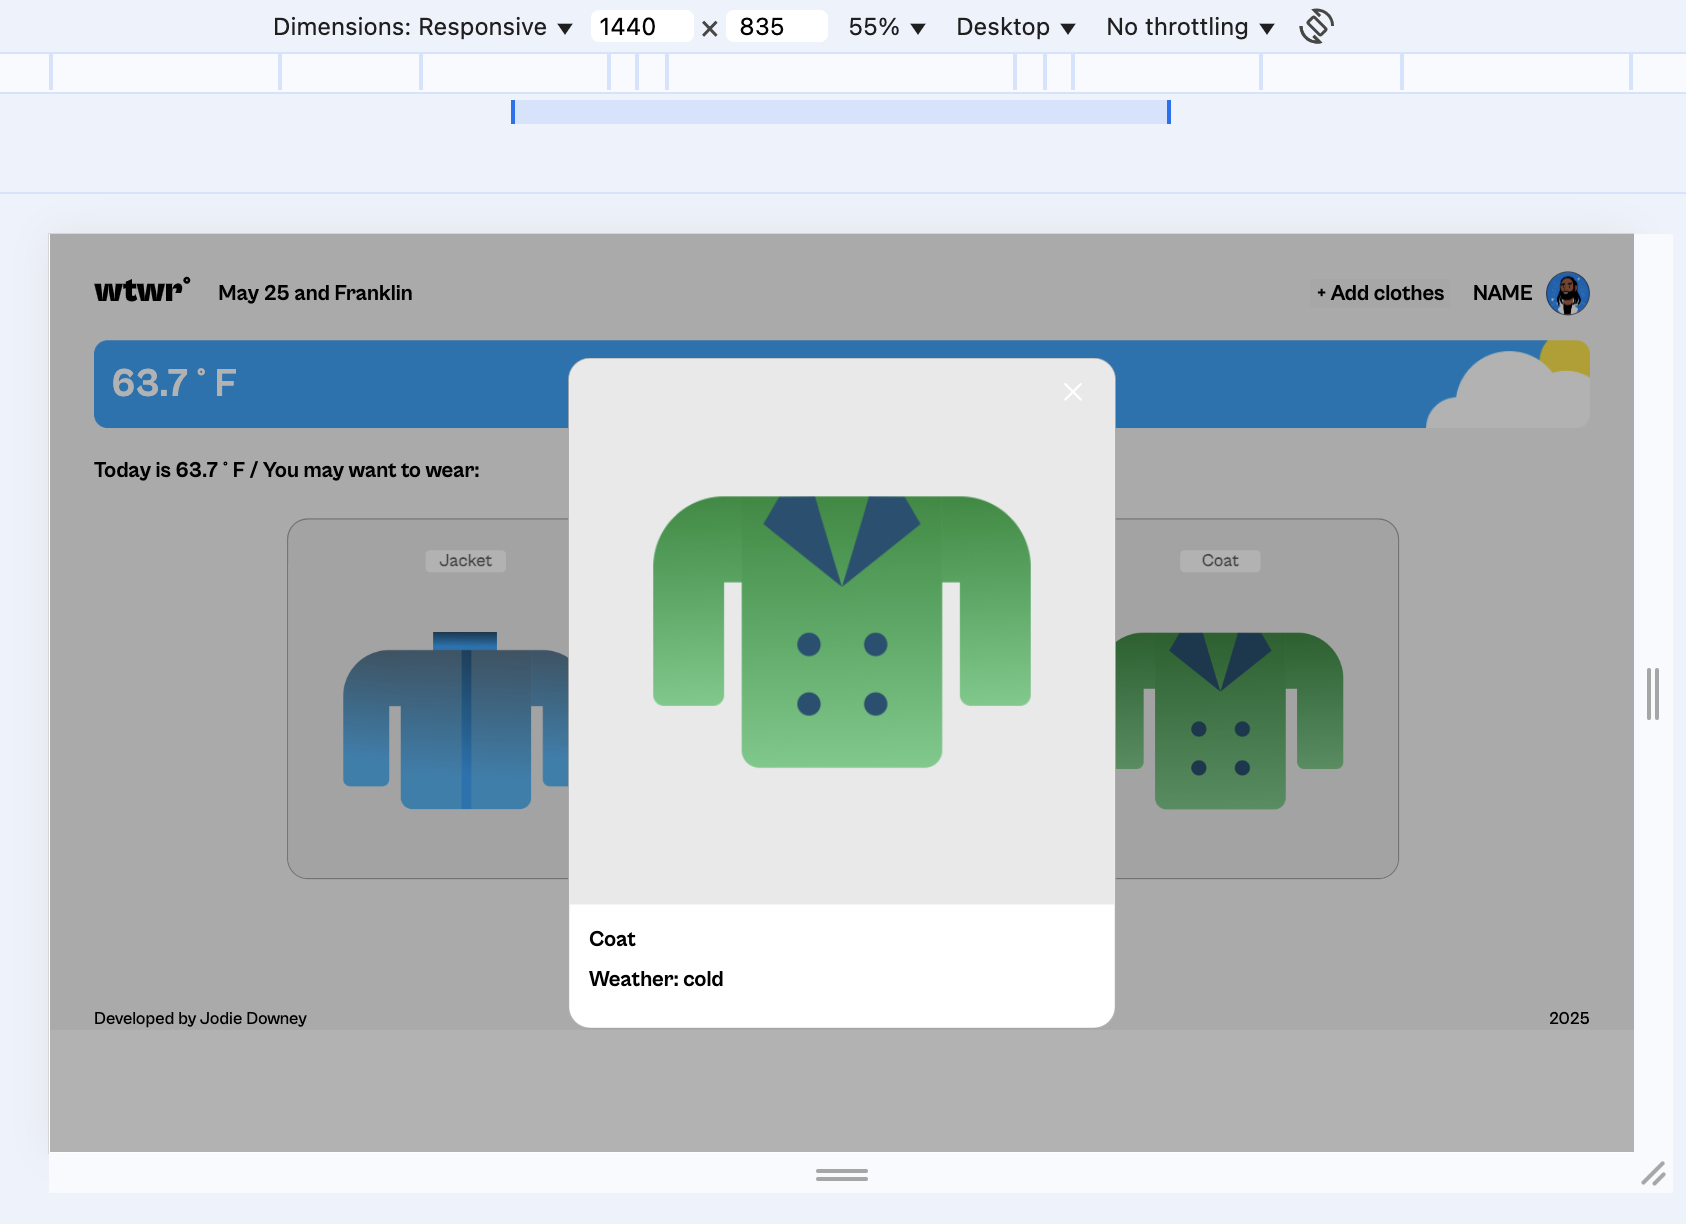 Dimensions: Responsive ▼ 1440 × 835 55% ▼ Desktop ▼ No throttling ▼
wtwr° May 25 and Franklin + Add clothes NAME
63.7 ° F
Today is 63.7 ° F / You may want to wear:
Jacket
Coat
Coat
Weather: cold
Developed by Jodie Downey
2025